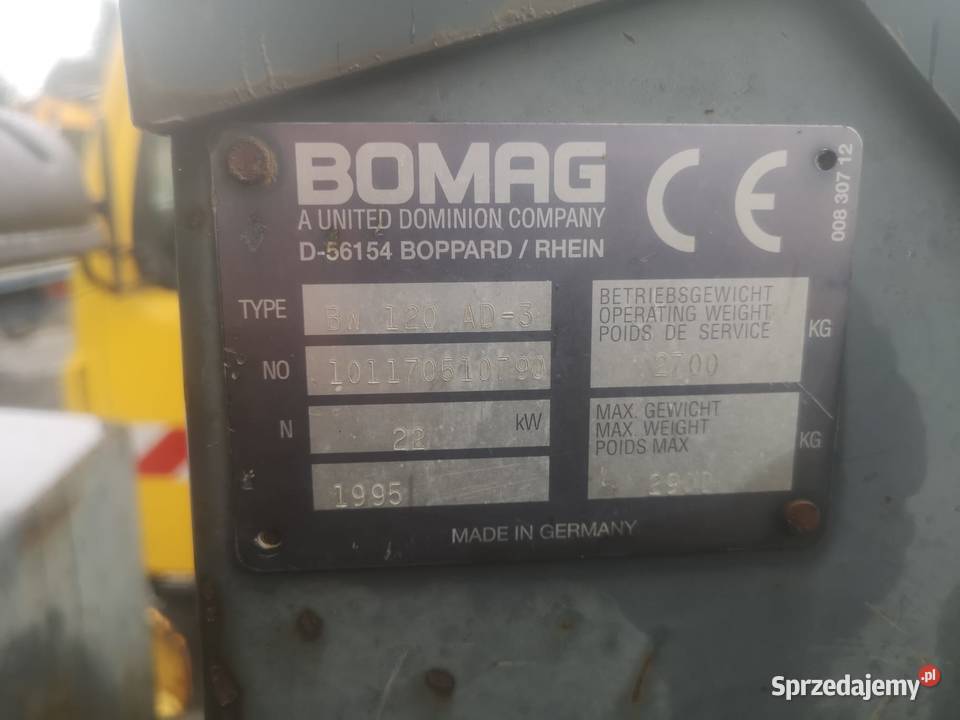 BOMAG
A UNITED DOMINION COMPANY
D-56154 BOPPARD / RHEIN
CE
008 307 12
TYPE BW 120 AD-3
NO
N 22 kW
1995
BETRIEBSGEWICHT
OPERATING WEIGHT
POIDS DE SERVICE
2700 KG
MAX. GEWICHT
MAX. WEIGHT
POIDS MAX
KG
MADE IN GERMANY
Sprzedajemy.pl